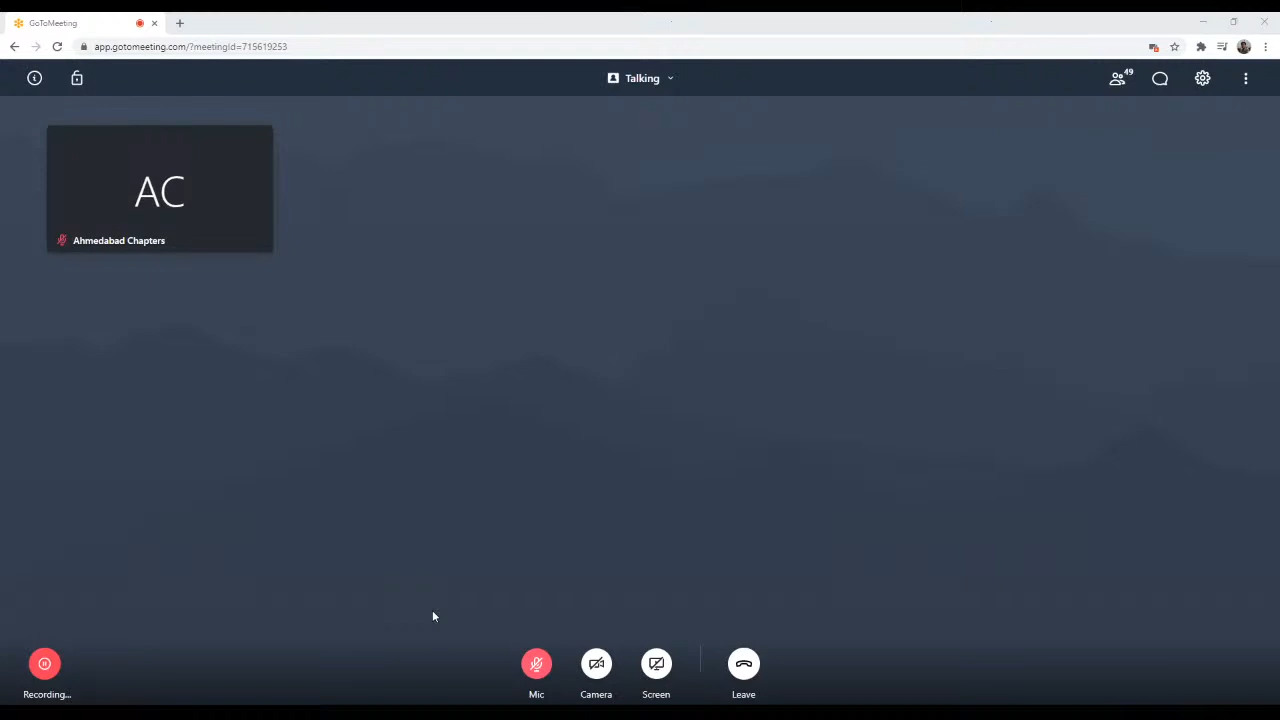 GoToMeeting
app.gotomeeting.com/?meetingId=715619253
Talking
49
AC
Ahmedabad Chapters
Recording...
Mic
Camera
Screen
Leave